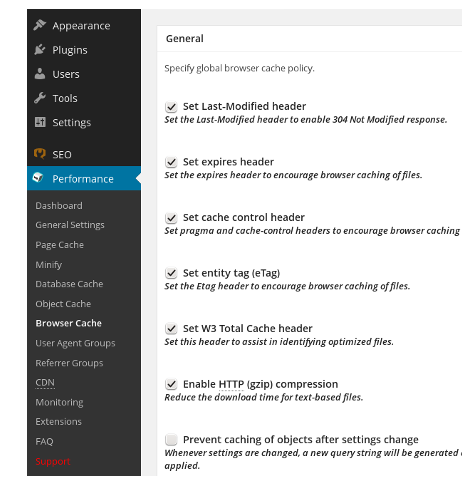 Appearance
Plugins
Users
Tools
Settings
SEO
Performance
Dashboard
General Settings
Page Cache
Minify
Database Cache
Object Cache
Browser Cache
User Agent Groups
Referrer Groups
CDN
Monitoring
Extensions
FAQ
Support
General
Specify global browser cache policy.
Set Last-Modified header
Set the Last-Modified header to enable 304 Not Modified response.
Set expires header
Set the expires header to encourage browser caching of files.
Set cache control header
Set pragma and cache-control headers to encourage browser caching
Set entity tag (eTag)
Set the Etag header to encourage browser caching of files.
Set W3 Total Cache header
Set this header to assist in identifying optimized files.
Enable HTTP (gzip) compression
Reduce the download time for text-based files.
Prevent caching of objects after settings change
Whenever settings are changed, a new query string will be generated
applied.